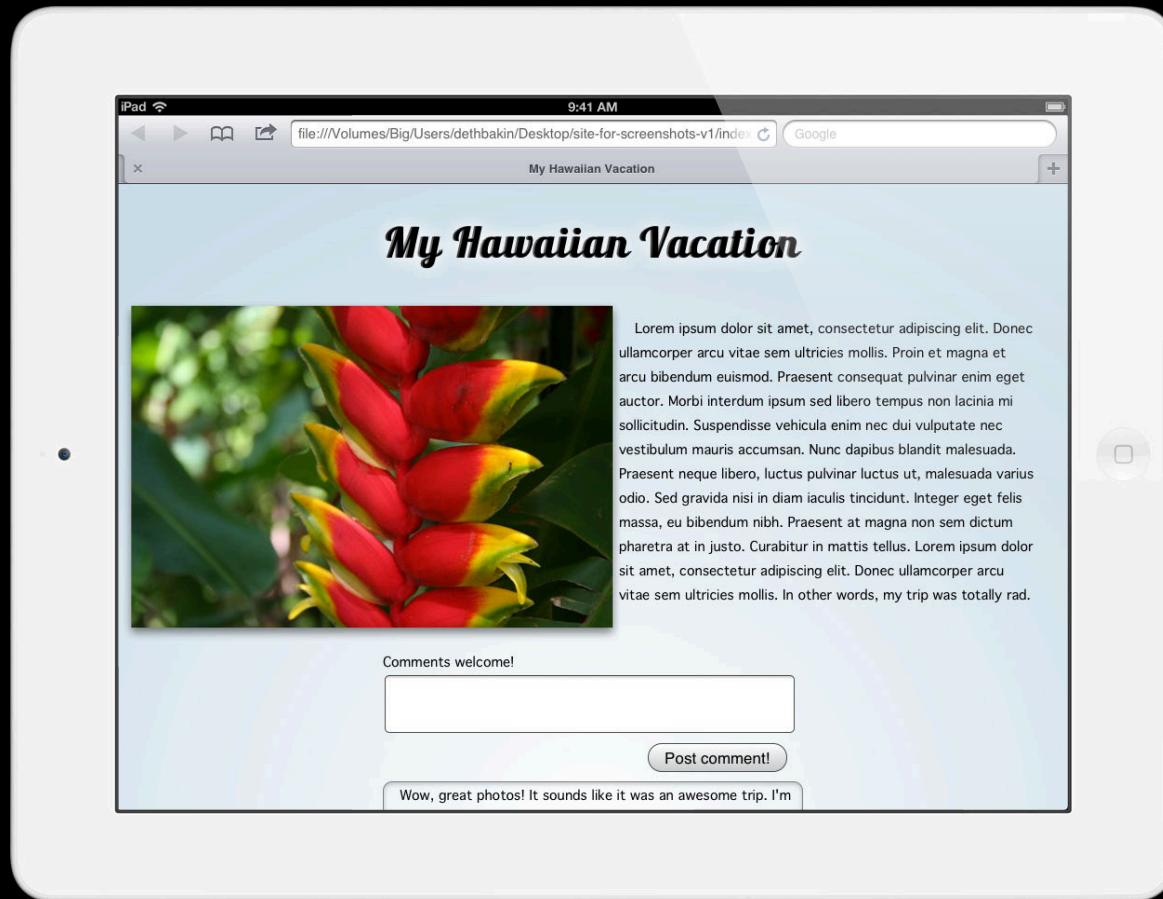 iPad
9:41 AM
file:///Volumes/Big/Users/dethbakin/Desktop/site-for-screenshots-v1/index
Google
My Hawaiian Vacation
My Hawaiian Vacation
Lorem ipsum dolor sit amet, consectetur adipiscing elit. Donec
ullamcorper arcu vitae sem ultricies mollis. Proin et magna et
arcu bibendum euismod. Praesent consequat pulvinar enim eget
auctor. Morbi interdum ipsum sed libero tempus non lacinia mi
sollicitudin. Suspendisse vehicula enim nec dui vulputate nec
vestibulum mauris accumsan. Nunc dapibus blandit malesuada.
Praesent neque libero, luctus pulvinar luctus ut, malesuada varius
odio. Sed gravida nisi in diam iaculis tincidunt. Integer eget felis
massa, eu bibendum nibh. Praesent at magna non sem dictum
pharetra at in justo. Curabitur in mattis tellus. Lorem ipsum dolor
sit amet, consectetur adipiscing elit. Donec ullamcorper arcu
vitae sem ultricies mollis. In other words, my trip was totally rad.
Comments welcome!
Post comment!
Wow, great photos! It sounds like it was an awesome trip. I'm